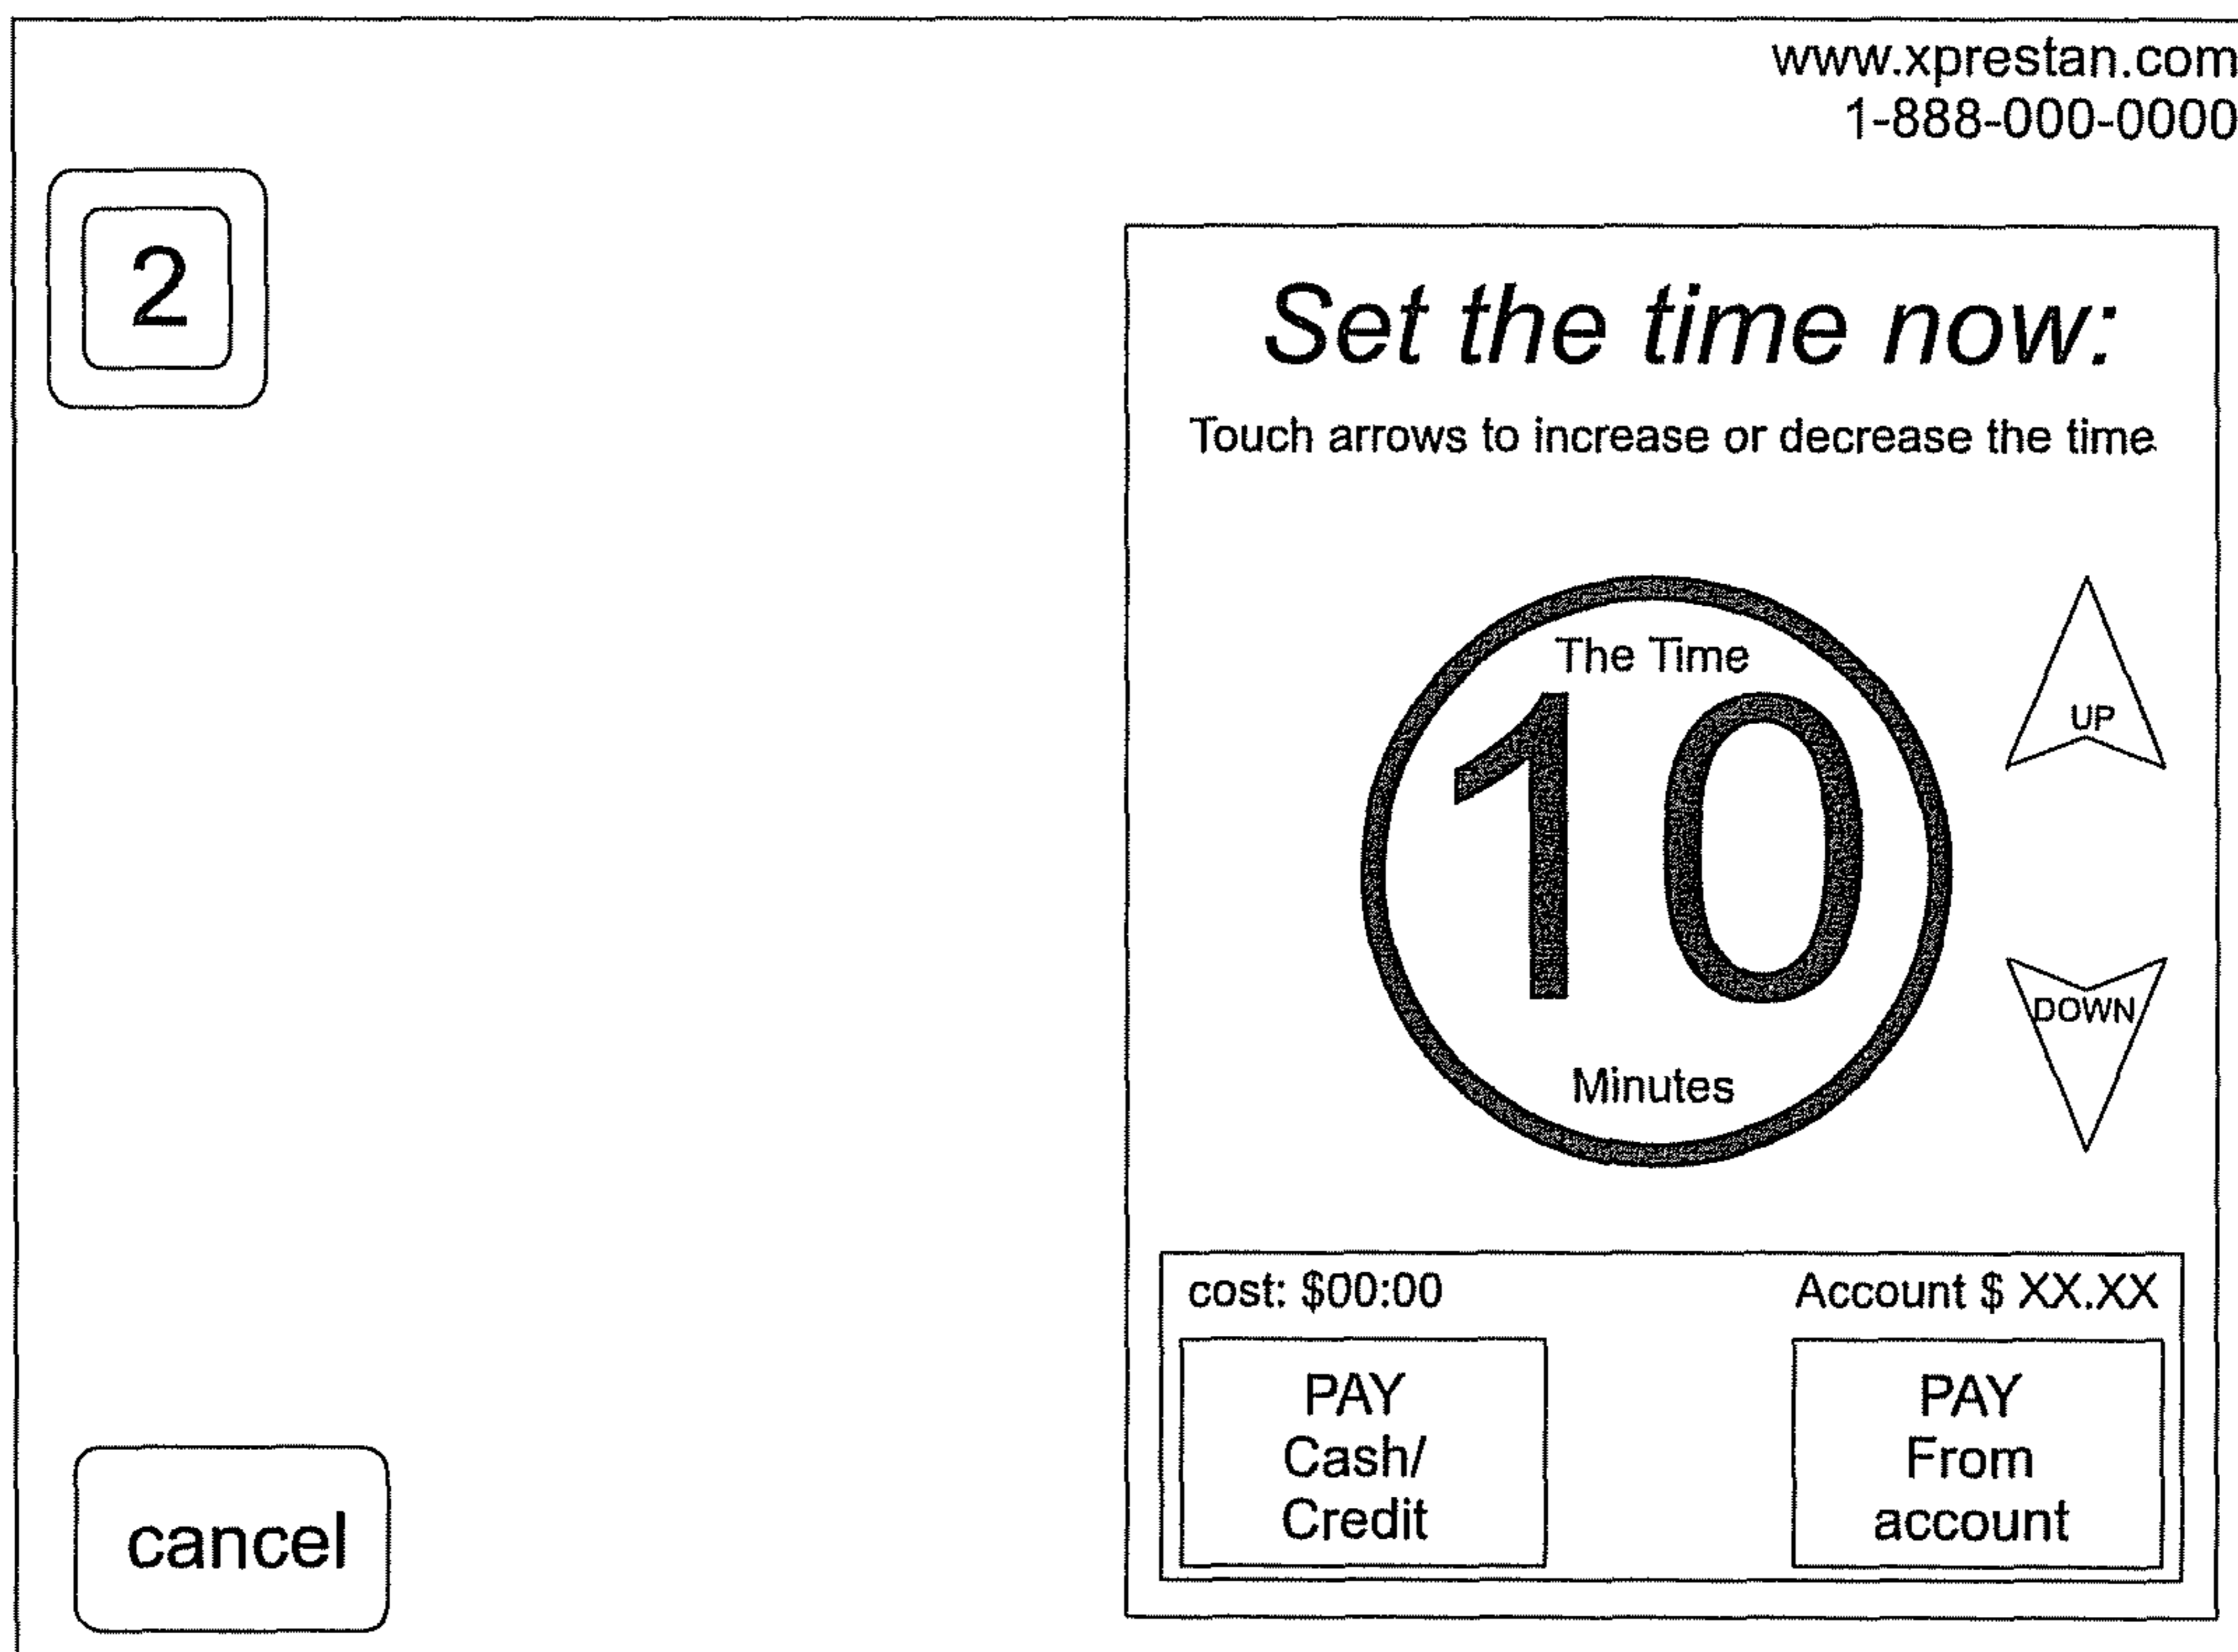 www.xprestan.com
1-888-000-0000
2
Set the time now:
Touch arrows to increase or decrease the time
The Time
10
Minutes
UP
DOWN
cost: $00:00
Account $ XX.XX
PAY
Cash/
Credit
PAY
From
account
cancel